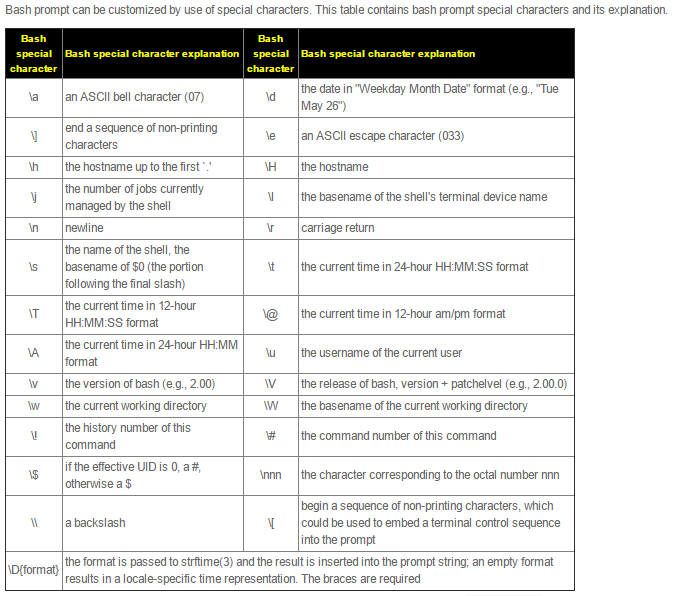 Bash prompt can be customized by use of special characters. This table contains bash prompt special characters and its explanation.
Bash special character
Bash special character explanation
Bash special character
Bash special character explanation
\a
an ASCII bell character (07)
\d
the date in "Weekday Month Date" format (e.g., "Tue
May 26")
\]
end a sequence of non-printing
characters
\e
an ASCII escape character (033)
\h
the hostname up to the first `.'
\H
the hostname
\j
the number of jobs currently
managed by the shell
\l
the basename of the shell's terminal device name
\n
newline
\r
carriage return
\s
the name of the shell, the
basename of $0 (the portion
following the final slash)
\t
the current time in 24-hour HH:MM:SS format
\T
the current time in 12-hour
HH:MM:SS format
\@
the current time in 12-hour am/pm format
\A
the current time in 24-hour HH:MM
format
\u
the username of the current user
\v
the version of bash (e.g., 2.00)
\V
the release of bash, version + patchelvel (e.g., 2.00.0)
\w
the current working directory
\W
the basename of the current working directory
\!
the history number of this
command
\#
the command number of this command
\$
if the effective UID is 0, a #,
otherwise a $
\nnn
the character corresponding to the octal number nnn
\\
a backslash
\[
begin a sequence of non-printing characters, which
could be used to embed a terminal control sequence
into the prompt
\D{format}
the format is passed to strftime(3) and the result is inserted into the prompt string; an empty format
results in a locale-specific time representation. The braces are required